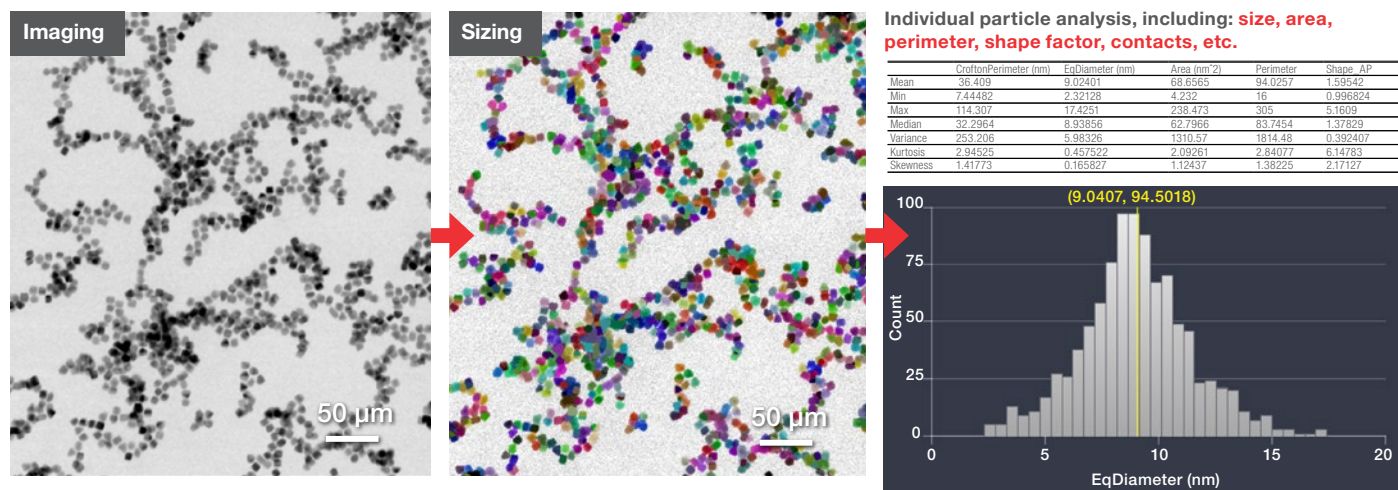 Imaging
50 µm
Sizing
50 µm
Individual particle analysis, including: size, area,
perimeter, shape factor, contacts, etc.
CroftonPerimeter (nm) EqDiameter (nm) Area (nm^2) Perimeter Shape_AP
Mean 36.409 9.02401 68.6565 94.0257 1.59542
Min 7.44482 2.32128 4.232 16 0.996824
Max 114.307 17.4251 238.473 305 5.1609
Median 32.2964 8.93856 62.7966 83.7454 1.37829
Variance 253.206 5.98326 1310.57 1814.48 0.392407
Kurtosis 2.94525 0.457522 2.09261 2.84077 6.14783
Skewness 1.41773 0.165827 1.12437 1.38225 2.17127
(9.0407, 94.5018)
100
75
50
25
0
Count
0 5 10 15 20
EqDiameter (nm)